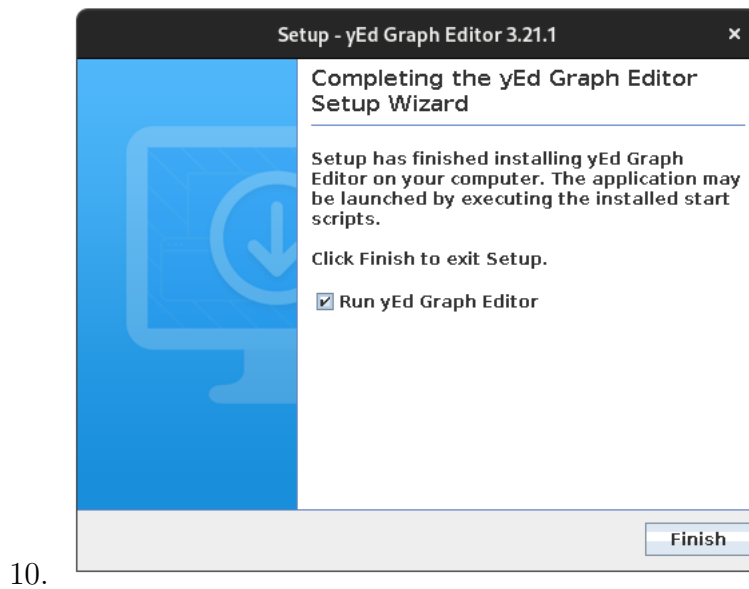 Setup - yEd Graph Editor 3.21.1
×
Completing the yEd Graph Editor
Setup Wizard
Setup has finished installing yEd Graph
Editor on your computer. The application may
be launched by executing the installed start
scripts.
Click Finish to exit Setup.
Run yEd Graph Editor
Finish
10.